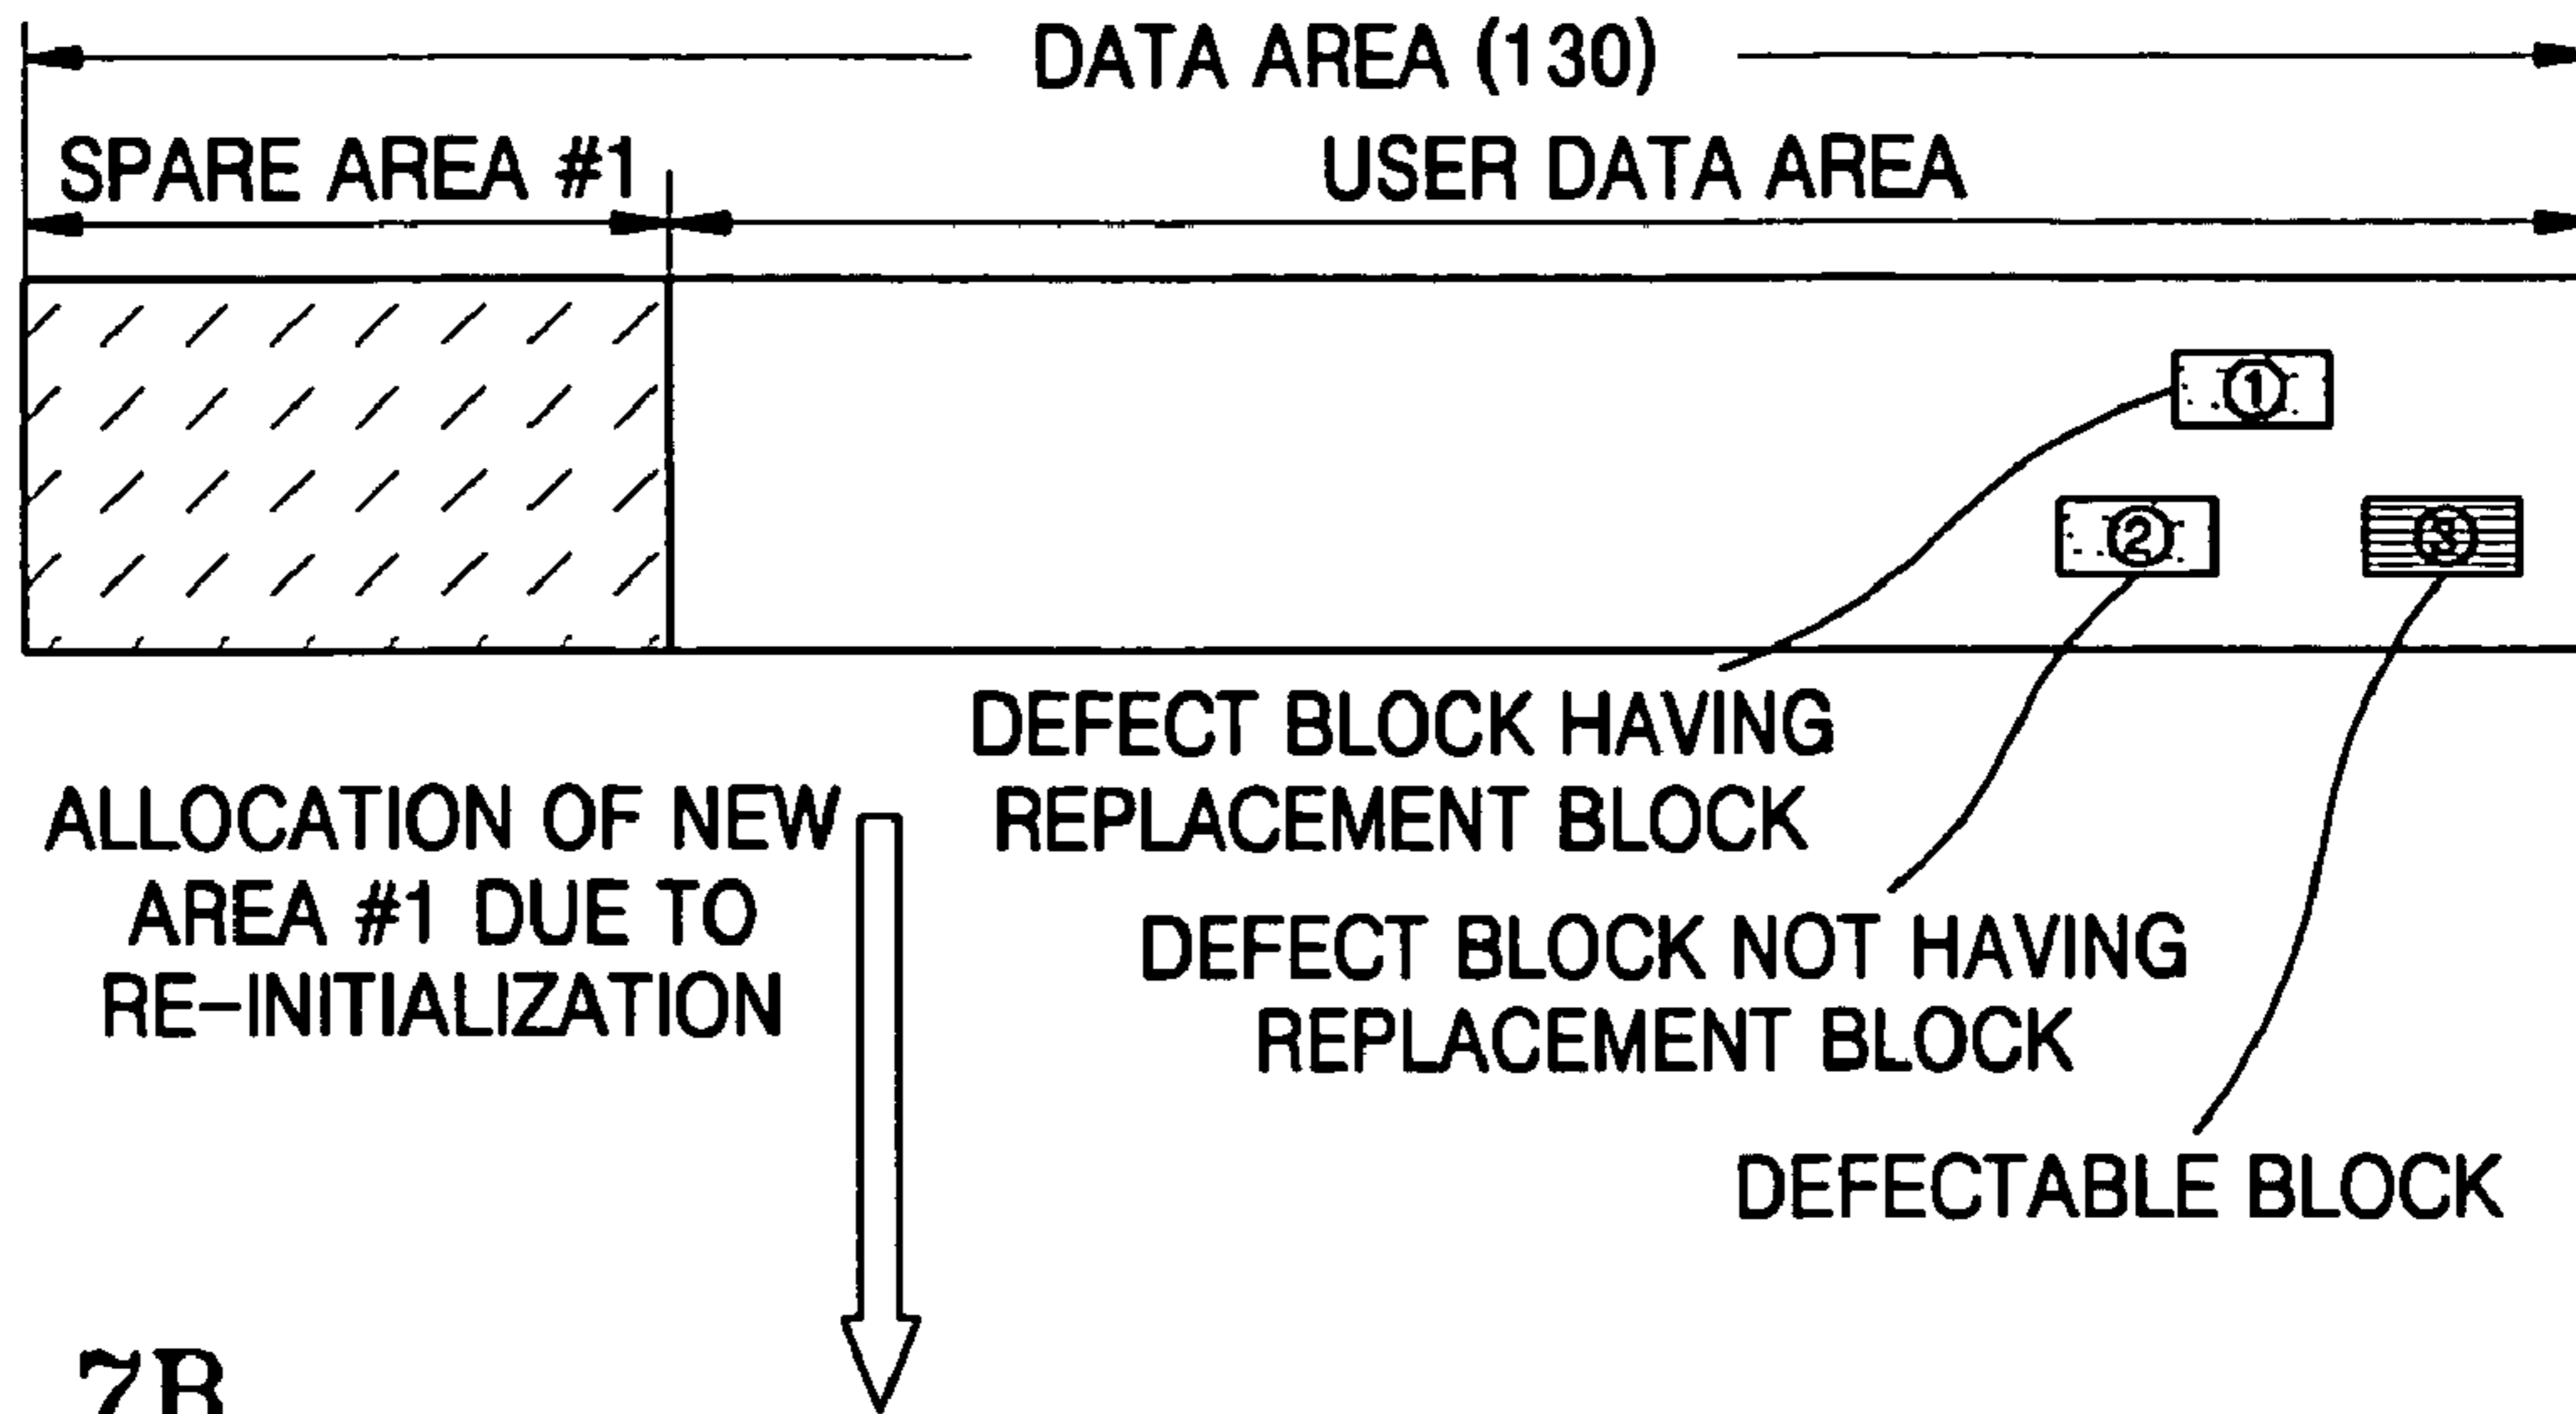 DATA AREA (130)
SPARE AREA #1
USER DATA AREA
①
②
③
DEFECT BLOCK HAVING
REPLACEMENT BLOCK
ALLOCATION OF NEW
AREA #1 DUE TO
RE-INITIALIZATION
DEFECT BLOCK NOT HAVING
REPLACEMENT BLOCK
DEFECTABLE BLOCK
7B